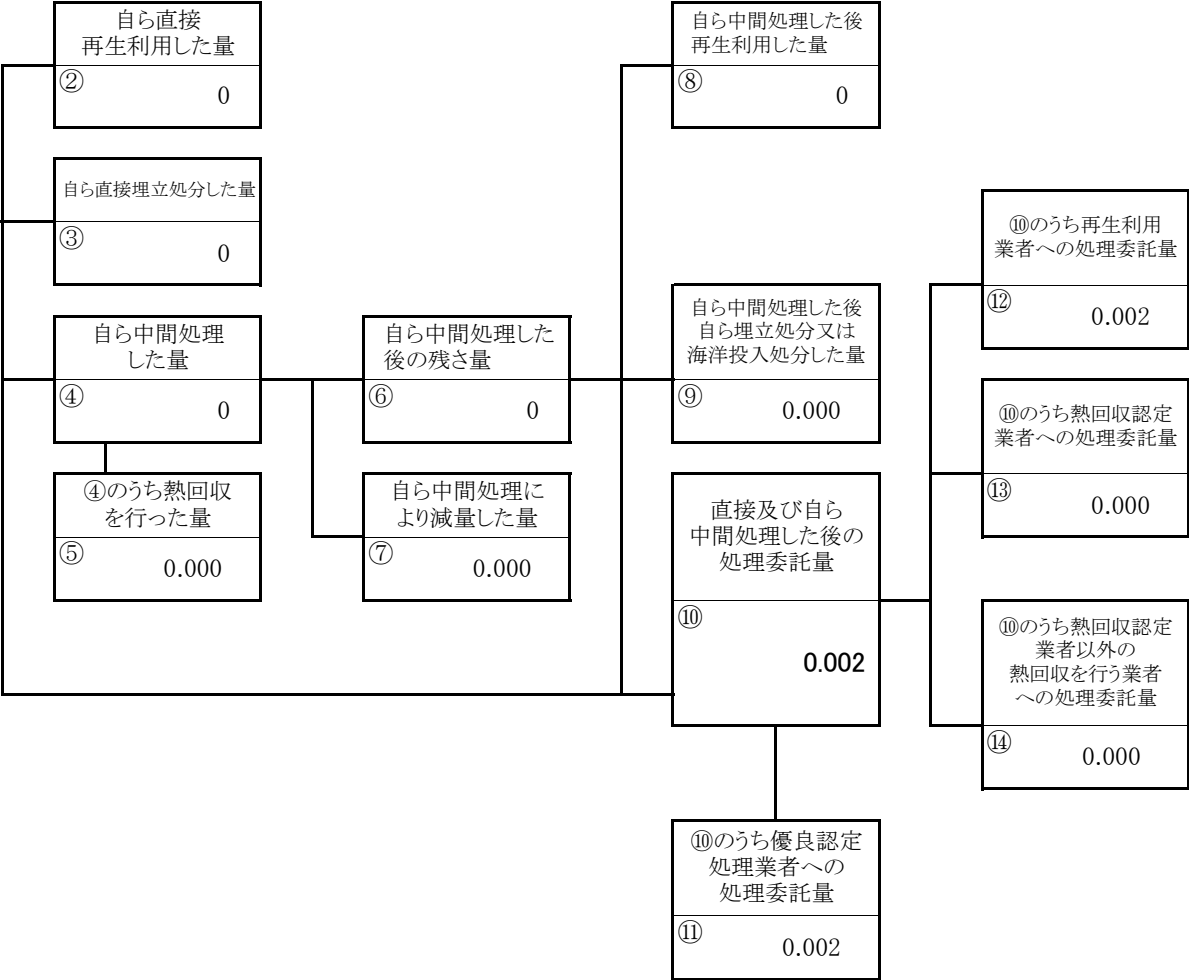 自ら直接
再生利用した量
②
0
自ら直接埋立処分した量
③
0
自ら中間処理
した量
④
0
④のうち熱回収
を行った量
⑤
0.000
自ら中間処理した
後の残さ量
⑥
0
自ら中間処理に
より減量した量
⑦
0.000
自ら中間処理した後
再生利用した量
⑧
0
自ら中間処理した後
自ら埋立処分又は
海洋投入処分した量
⑨
0.000
直接及び自ら
中間処理した後の
処理委託量
⑩
0.002
⑩のうち優良認定
処理業者への
処理委託量
⑪
0.002
⑩のうち再生利用
業者への処理委託量
⑫
0.002
⑩のうち熱回収認定
業者への処理委託量
⑬
0.000
⑩のうち熱回収認定
業者以外の
熱回収を行う業者
への処理委託量
⑭
0.000